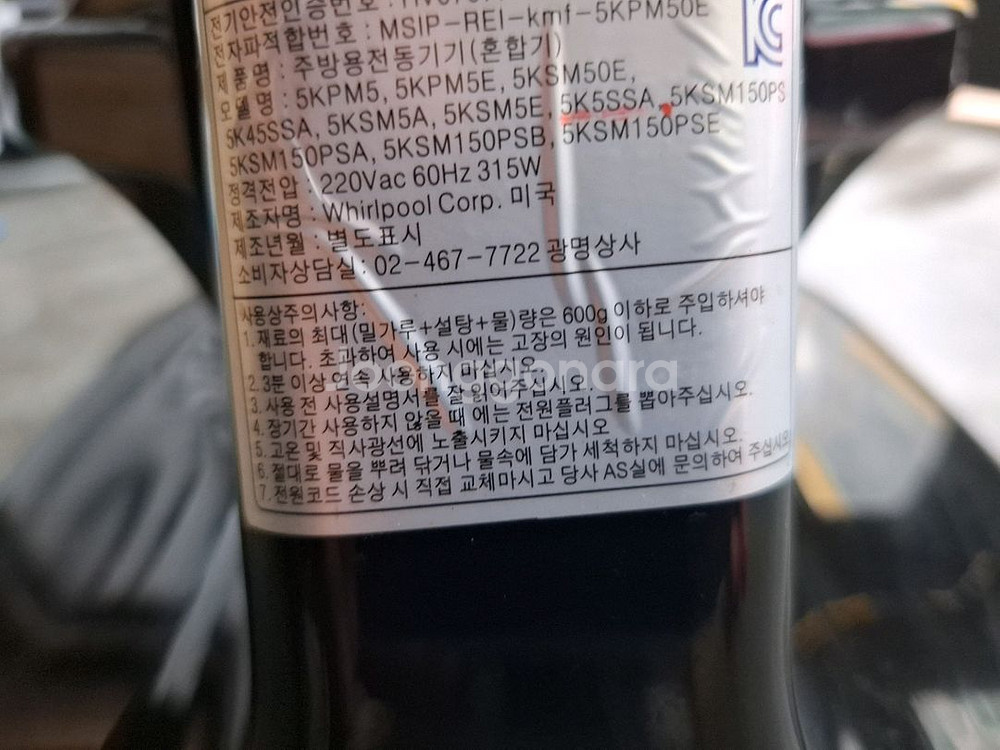 전기안전인증번호 :
전자파적합번호 : MSIP-REI-kmf-5KPM50E
제품명 : 주방용전동기기(혼합기)
모델명 : 5KPM5, 5KPM5E, 5KSM50E,
5K45SSA, 5KSM5A, 5KSM5E, 5K5SSA, 5KSM150PS
5KSM150PSA, 5KSM150PSB, 5KSM150PSE
정격전압 : 220Vac 60Hz 315W
제조자명 : Whirlpool Corp. 미국
제조년월 : 별도표시
소비자상담실 : 02-467-7722 광명상사
사용상주의사항:
1. 재료의 최대(밀가루+설탕+물)량은 600g 이하로 주입하셔야
합니다. 초과하여 사용 시에는 고장의 원인이 됩니다.
2. 3분 이상 연속 사용하지 마십시오.
3. 사용 전 사용설명서를 잘 읽어주십시오.
4. 장기간 사용하지 않을 때 에는 전원플러그를 뽑아주십시오.
5. 고온 및 직사광선에 노출시키지 마십시오
6. 절대로 물을 뿌려 닦거나 물속에 담가 세척하지 마십시오.
7. 전원코드 손상 시 직접 교체마시고 당사 AS실에 문의하여 주십시오
joonggonara